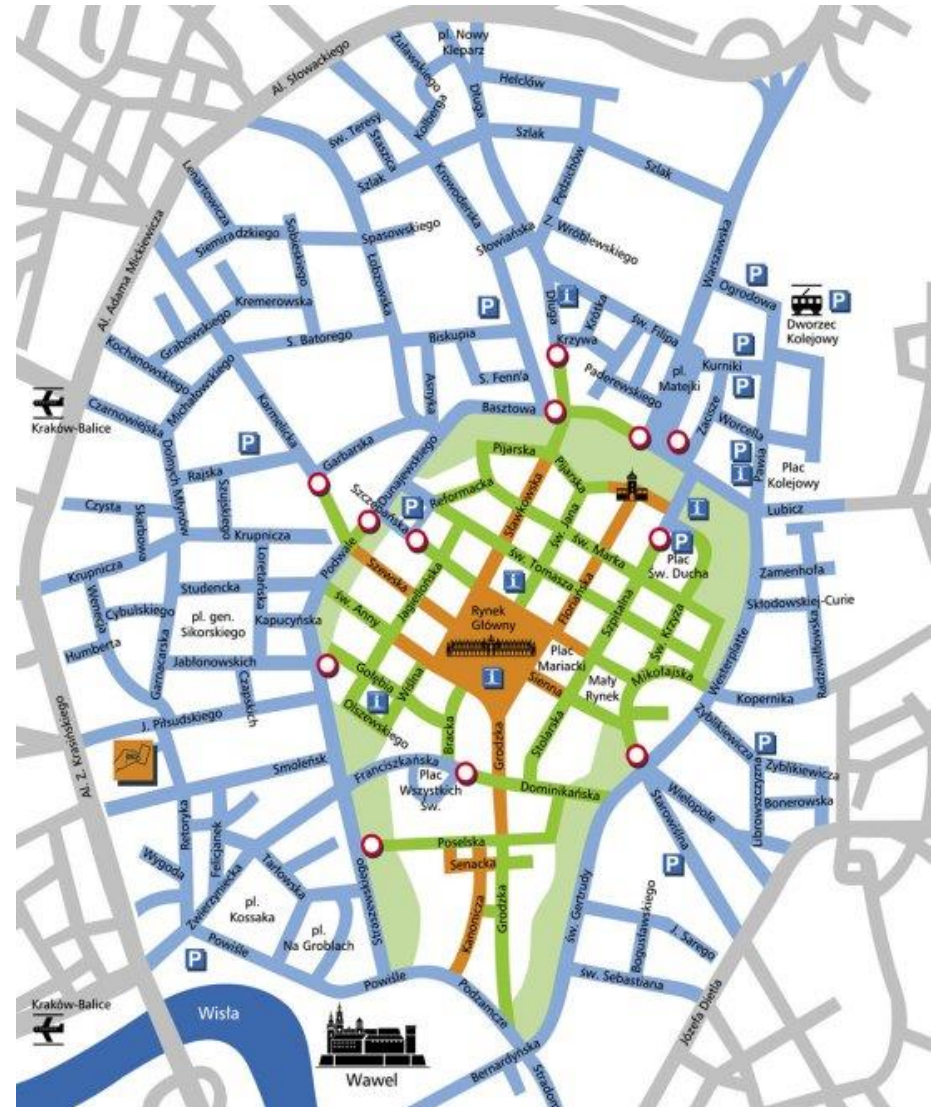 pl. Nowy
Kleparz
Al. Słowackiego
Żuławskiego
Helclów
Kolberga
Długa
św. Teresy
Staszica
Szlak
Szlak
Szlak
Krowoderska
Pędzichów
Lenartowicza
Siemiradzkiego
Sobieskiego
Spasowskiego
Słowiańska
Z. Wróblewskiego
Warszawska
Al. Adama Mickiewicza
Łobzowska
Kremerowska
Grabowskiego
Kochanowskiego
S. Batorego
Biskupia
Długa
i
Krótka
Krzywa
św. Filipa
Ogrodowa
P
P
P
Dworzec
Kolejowy
Kraków-Balice
Michałowskiego
Karmelicka
Asnyka
S. Fenn'a
Paderewskiego
pl.
Matejki
Kurniki
P
P
Zacisze
Czarnowiejska
Dolnych Młynów
Garbarska
Basztowa
Worcella
P
i
Pawia
Plac
Kolejowy
P
Rajska
Dunajewskiego
Pijarska
Pijarska
Czysta
Skarbowa
Szujskiego
Szczepańska
P
Reformacka
Sławkowska
św. Jana
i
Lubicz
Krupnicza
Krupnicza
Loretańska
Podwale
Szewska
Jagiellońska
św. Tomasza
św. Marka
P
Plac
Św. Ducha
Zamenhofa
Wenecja
Cybulskiego
Studencka
pl. gen.
Sikorskiego
Kapucyńska
św. Anny
i
Rynek
Główny
Floriańska
Szpitalna
św. Krzyża
Skłodowskiej-Curie
Humberta
Garncarska
Jabłonowskich
Gołębia
Wiślna
Plac
Mariacki
Mały
Rynek
Mikołajska
Westerplatte
Radziwiłłowska
Czapskich
i
Olszewskiego
i
Sienna
Kopernika
J. Piłsudskiego
Bracka
Grodzka
Stolarska
Zyblikiewicza
P
Zyblikiewicza
Al. Z. Krasińskiego
Smoleńsk
Franciszkańska
Plac
Wszystkich
Św.
Dominikańska
Starowiślna
Wielopole
Librowszczyzna
Bonerowska
Retoryka
Felicjanek
Poselska
Senacka
P
Wygoda
Tarłowska
Zwierzyniecka
pl.
Kossaka
pl.
Na Groblach
Straszewskiego
Kanonicza
Grodzka
św. Gertrudy
Bogusławskiego
J. Sarego
P
Powiśle
Powiśle
Podzamcze
św. Sebastiana
Józefa Dietla
Kraków-Balice
Wisła
Wawel
Bernardyńska
Stradom